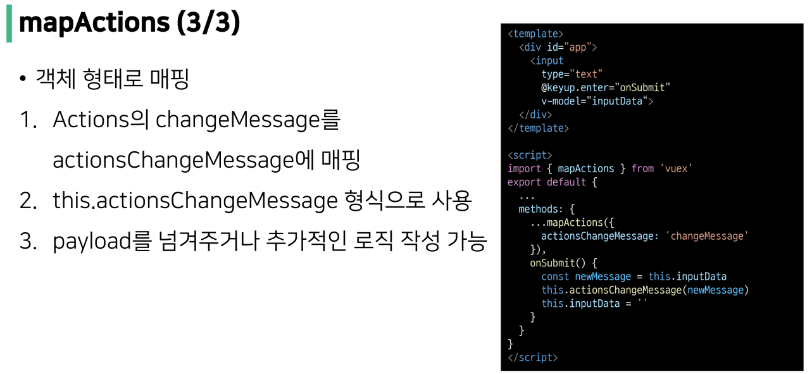 mapActions (3/3)
• 객체 형태로 매핑
1. Actions의 changeMessage를
actionsChangeMessage에 매핑
2. this.actionsChangeMessage 형식으로 사용
3. payload를 넘겨주거나 추가적인 로직 작성 가능
<template>
  <div id="app">
    <input
      type="text"
      @keyup.enter="onSubmit"
      v-model="inputData">
  </div>
</template>
<script>
import { mapActions } from 'vuex'
export default {
  ...
  methods: {
    ...mapActions({
      actionsChangeMessage: 'changeMessage'
    }),
    onSubmit() {
      const newMessage = this.inputData
      this.actionsChangeMessage(newMessage)
      this.inputData = ''
    }
  }
}
</script>